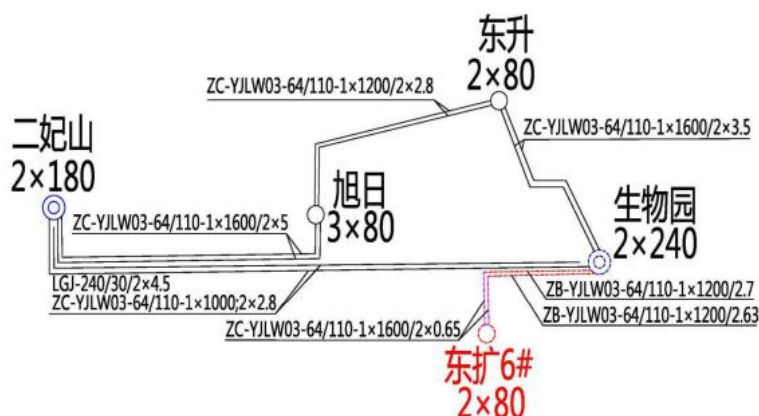 东升
2×80
ZC-YJLW03-64/110-1×1200/2×2.8
ZC-YJLW03-64/110-1×1600/2×3.5
二妃山
2×180
旭日
3×80
生物园
2×240
ZC-YJLW03-64/110-1×1600/2×5
LGJ-240/30/2×4.5
ZC-YJLW03-64/110-1×1000;2×2.8
ZB-YJLW03-64/110-1×1200/2.7
ZC-YJLW03-64/110-1×1600/2×0.65
ZB-YJLW03-64/110-1×1200/2.63
东扩6#
2×80